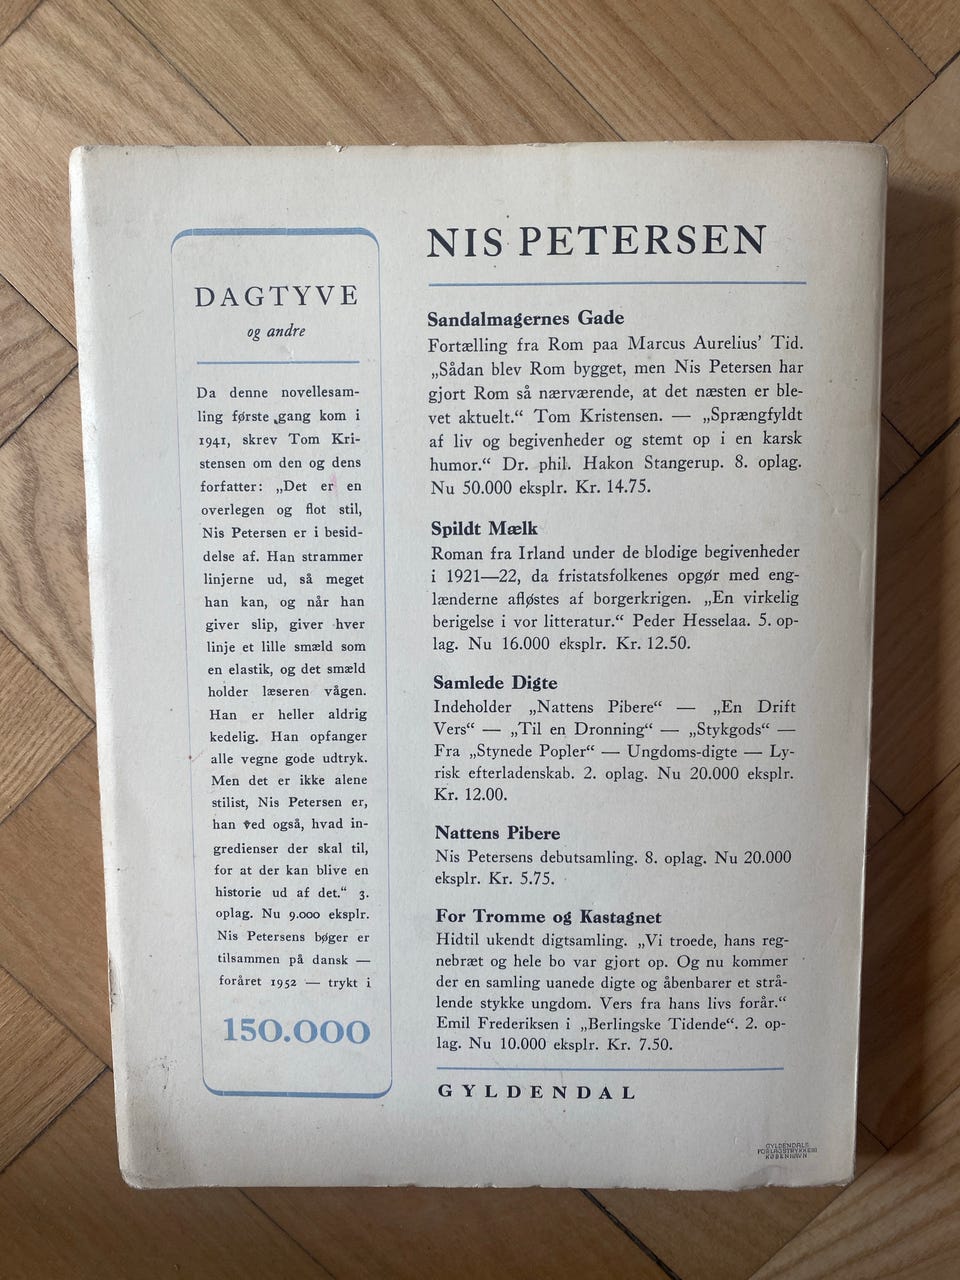 DAGTYVE
og andre
Da denne novellesam-
ling første gang kom i
1941, skrev Tom Kri-
stensen om den og dens
forfatter: „Det er en
overlegen og flot stil,
Nis Petersen er i besid-
delse af. Han strammer
linjerne ud, så meget
han kan, og når han
giver slip, giver hver
linje et lille smæld som
en elastik, og det smæld
holder læseren vågen.
Han er heller aldrig
kedelig. Han opfanger
alle vegne gode udtryk.
Men det er ikke alene
stilist, Nis Petersen er,
han ved også, hvad in-
gredienser der skal til,
for at der kan blive en
historie ud af det.“ 3.
oplag. Nu 9.000 eksplr.
Nis Petersens bøger er
tilsammen på dansk —
foråret 1952 — trykt i
150.000
NIS PETERSEN
Sandalmagernes Gade
Fortælling fra Rom paa Marcus Aurelius’ Tid.
„Sådan blev Rom bygget, men Nis Petersen har
gjort Rom så nærværende, at det næsten er ble-
vet aktuelt.“ Tom Kristensen. — „Sprængfyldt
af liv og begivenheder og stemt op i en karsk
humor.“ Dr. phil. Hakon Stangerup. 8. oplag.
Nu 50.000 eksplr. Kr. 14.75.
Spildt Mælk
Roman fra Irland under de blodige begivenheder
i 1921—22, da fristatsfolkenes opgør med eng-
lænderne afløstes af borgerkrigen. „En virkelig
berigelse i vor litteratur.“ Peder Hesselaa. 5. op-
lag. Nu 16.000 eksplr. Kr. 12.50.
Samlede Digte
Indeholder „Nattens Pibere“ — „En Drift
Vers“ — „Til en Dronning“ — „Stykgods“ —
Fra „Stynede Popler“ — Ungdoms-digte — Ly-
risk efterladenskab. 2. oplag. Nu 20.000 eksplr.
Kr. 12.00.
Nattens Pibere
Nis Petersens debutsamling. 8. oplag. Nu 20.000
eksplr. Kr. 5.75.
For Tromme og Kastagnet
Hidtil ukendt digtsamling. „Vi troede, hans reg-
nebræt og hele bo var gjort op. Og nu kommer
der en samling uanede digte og åbenbarer et strå-
lende stykke ungdom. Vers fra hans livs forår.“
Emil Frederiksen i „Berlingske Tidende“. 2. op-
lag. Nu 10.000 eksplr. Kr. 7.50.
GYLDENDAL
GYLDENDALS
FORLAGSTRYKKERI
KØBENHAVN